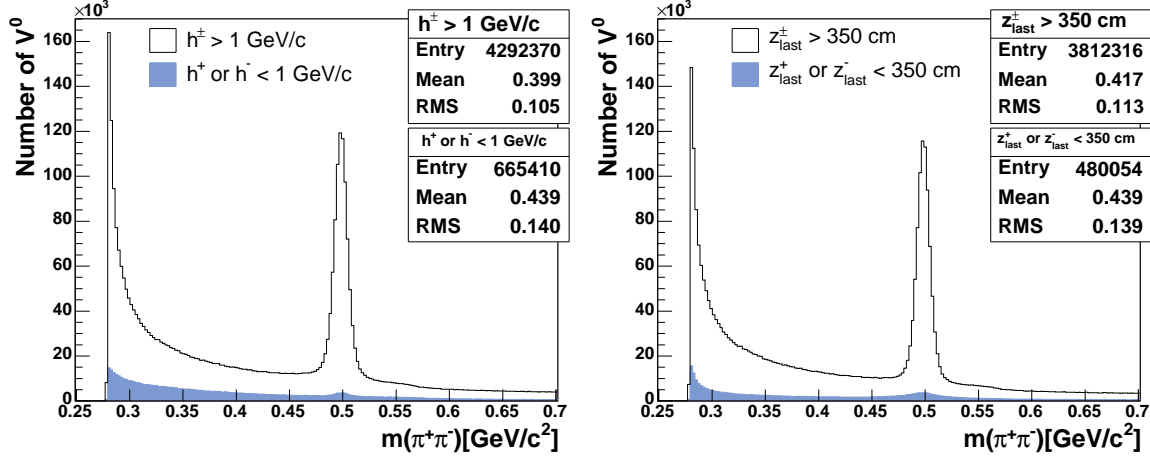 ×10³
Number of V⁰
160
140
120
100
80
60
40
20
0
0.25 0.3 0.35 0.4 0.45 0.5 0.55 0.6 0.65 0.7
m(π⁺π⁻)[GeV/c²]
h± > 1 GeV/c
h⁺ or h⁻ < 1 GeV/c
h± > 1 GeV/c
Entry 4292370
Mean 0.399
RMS 0.105
h⁺ or h⁻ < 1 GeV/c
Entry 665410
Mean 0.439
RMS 0.140
×10³
Number of V⁰
160
140
120
100
80
60
40
20
0
0.25 0.3 0.35 0.4 0.45 0.5 0.55 0.6 0.65 0.7
m(π⁺π⁻)[GeV/c²]
z±last > 350 cm
z⁺last or z⁻last < 350 cm
z±last > 350 cm
Entry 3812316
Mean 0.417
RMS 0.113
z⁺last or z⁻last < 350 cm
Entry 480054
Mean 0.439
RMS 0.139